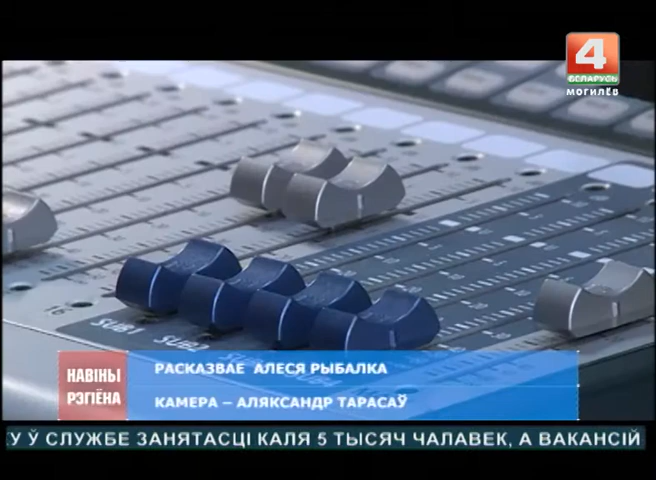 4
БЕЛАРУСЬ
МОГИЛЁВ
16
SUB1
SUB2
НАВІНЫ
РЭГІЁНА
РАСКАЗВАЕ АЛЕСЯ РЫБАЛКА
КАМЕРА – АЛЯКСАНДР ТАРАСАЎ
У Ў СЛУЖБЕ ЗАНЯТАСЦІ КАЛЯ 5 ТЫСЯЧ ЧАЛАВЕК, А ВАКАНСІЙ